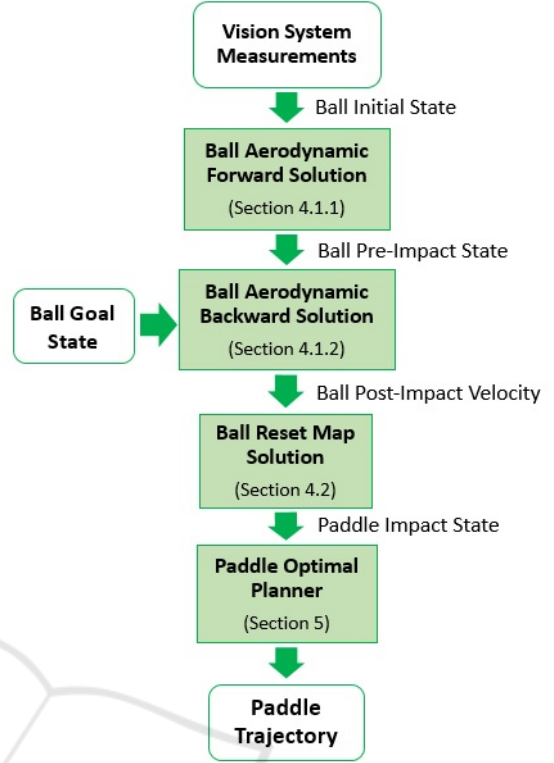 Vision System
Measurements
Ball Initial State
Ball Aerodynamic
Forward Solution
(Section 4.1.1)
Ball Pre-Impact State
Ball Aerodynamic
Backward Solution
(Section 4.1.2)
Ball Goal
State
Ball Post-Impact Velocity
Ball Reset Map
Solution
(Section 4.2)
Paddle Impact State
Paddle Optimal
Planner
(Section 5)
Paddle
Trajectory